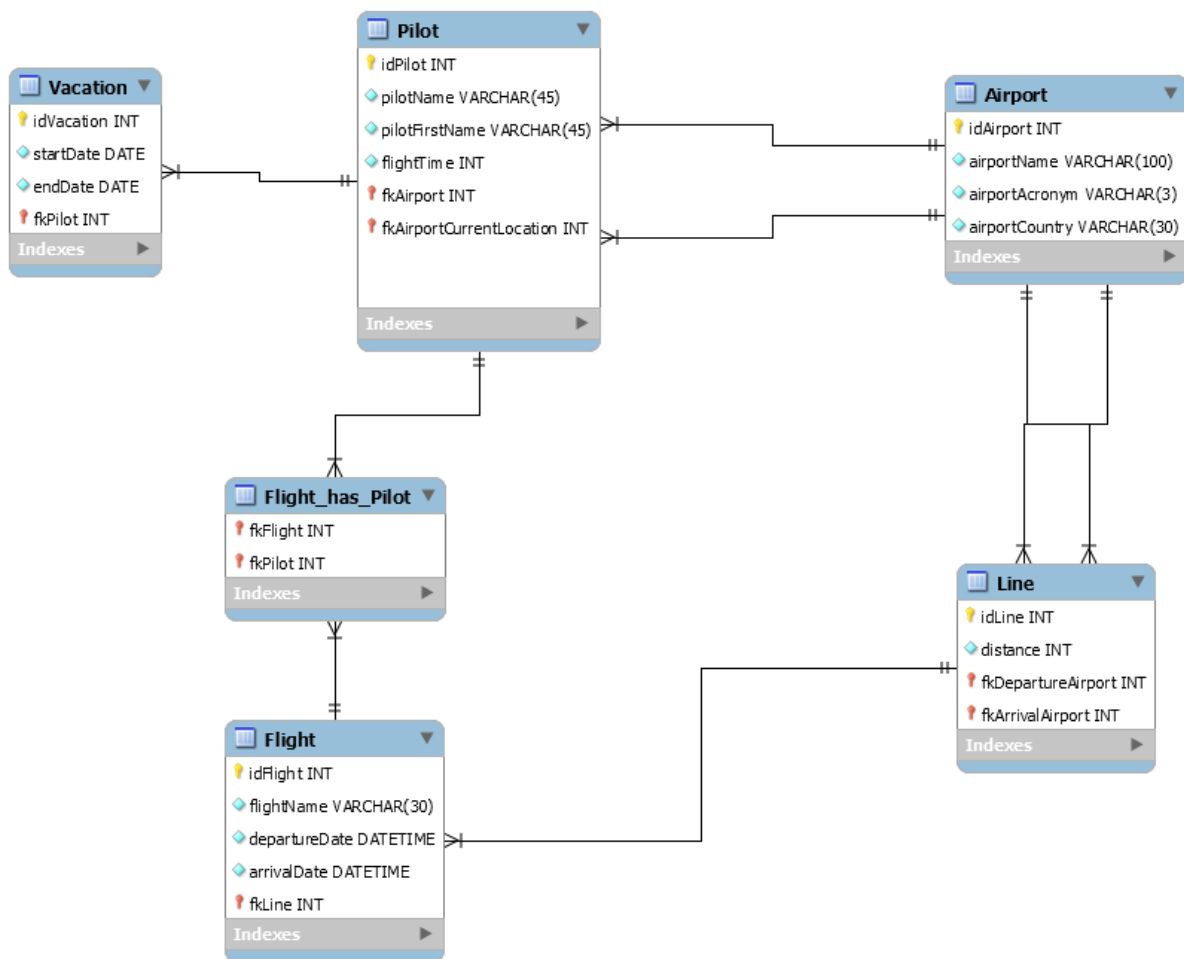 Pilot
idPilot INT
pilotName VARCHAR(45)
pilotFirstName VARCHAR(45)
flightTime INT
fkAirport INT
fkAirportCurrentLocation INT
Indexes
Vacation
idVacation INT
startDate DATE
endDate DATE
fkPilot INT
Indexes
Airport
idAirport INT
airportName VARCHAR(100)
airportAcronym VARCHAR(3)
airportCountry VARCHAR(30)
Indexes
Flight_has_Pilot
fkFlight INT
fkPilot INT
Indexes
Line
idLine INT
distance INT
fkDepartureAirport INT
fkArrivalAirport INT
Indexes
Flight
idFlight INT
flightName VARCHAR(30)
departureDate DATETIME
arrivalDate DATETIME
fkLine INT
Indexes